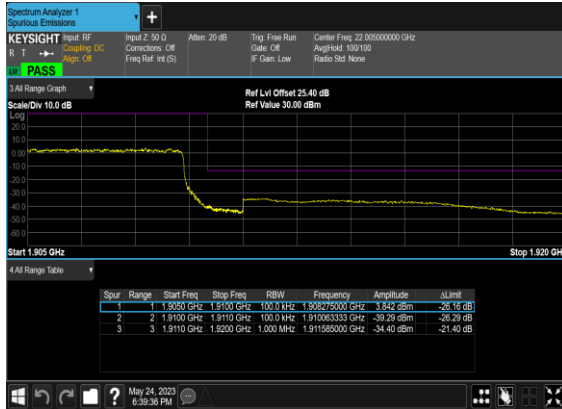 Spectrum Analyzer 1
Spurious Emissions
+
KEYSIGHT Input: RF Input Z: 50 Ω Atten: 20 dB Trig: Free Run Center Freq: 22.005000000 GHz
R T Coupling: DC Corrections: Off Gate: Off Avg|Hold: 100/100
Align: Off Freq Ref: Int (S) IF Gain: Low Radio Std: None
PASS
3 All Range Graph
Ref Lvl Offset 25.40 dB
Scale/Div 10.0 dB Ref Value 30.00 dBm
Log
20.0
10.0
0.00
-10.0
-20.0
-30.0
-40.0
-50.0
-60.0
Start 1.905 GHz Stop 1.920 GH
4 All Range Table
Spur Range Start Freq Stop Freq RBW Frequency Amplitude ΔLimit
1 1 1.9050 GHz 1.9100 GHz 100.0 kHz 1.908275000 GHz 3.842 dBm -26.16 dB
2 2 1.9100 GHz 1.9110 GHz 100.0 kHz 1.910063333 GHz -39.29 dBm -26.29 dB
3 3 1.9110 GHz 1.9200 GHz 1.000 MHz 1.911585000 GHz -34.40 dBm -21.40 dB
? May 24, 2023
6:39:36 PM